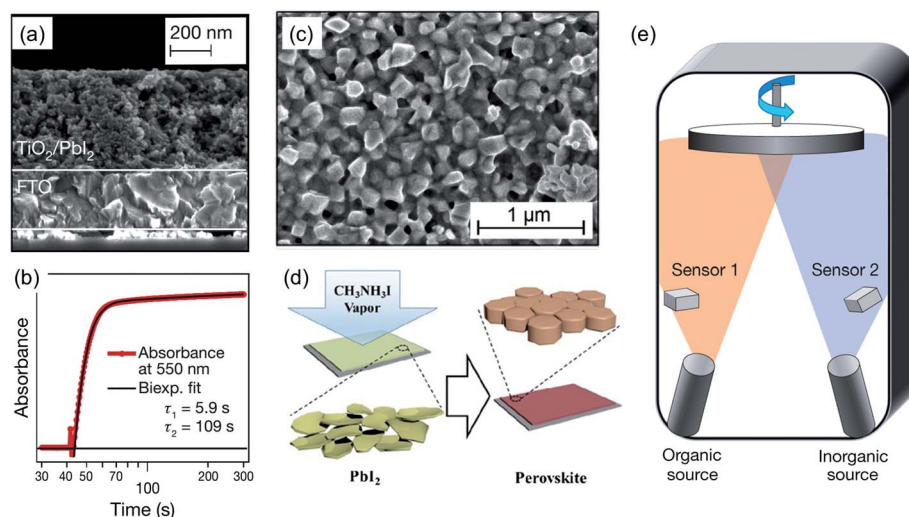 (a)
200 nm
TiO₂/PbI₂
FTO
(b)
Absorbance
Absorbance
at 550 nm
Biexp. fit
τ₁ = 5.9 s
τ₂ = 109 s
30 40 50 60 70 100 200 300
Time (s)
(c)
1 µm
(d)
CH₃NH₃I
Vapor
PbI₂
Perovskite
(e)
Sensor 1
Sensor 2
Organic
source
Inorganic
source